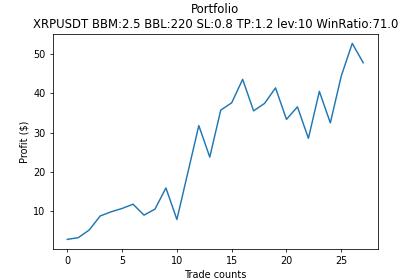 Portfolio
XRPUSDT BBM:2.5 BBL:220 SL:0.8 TP:1.2 lev:10 WinRatio:71.0
50
40
30
20
10
Profit ($)
0 5 10 15 20 25
Trade counts